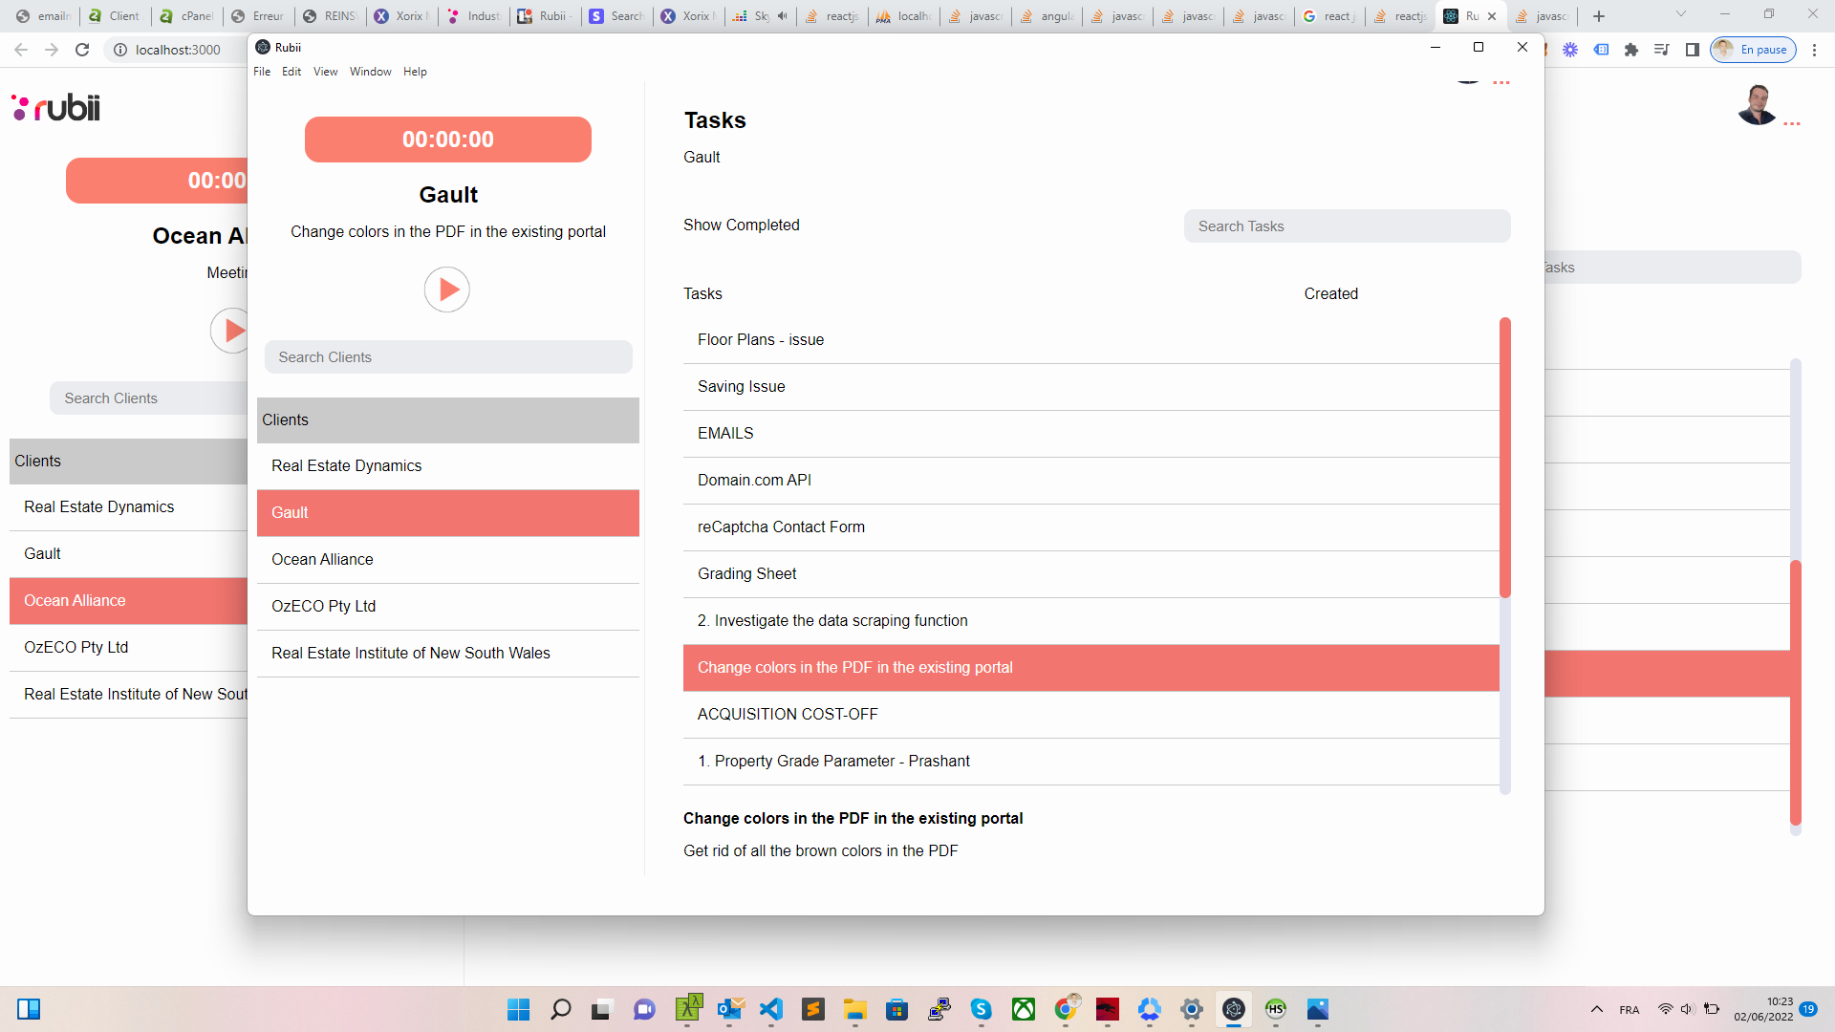 emailn
Client
cPanel
Erreur
REINS
Xorix
Indust
Rubii -
Search
Xorix
Sk
reactjs
localho
javasc
angula
javasc
javasc
javasc
react j
reactjs
Ru
javasc
localhost:3000
En pause
Rubii
File Edit View Window Help
rubii
00:00
Ocean Al
Meetin
Search Clients
Clients
Real Estate Dynamics
Gault
Ocean Alliance
OzECO Pty Ltd
Real Estate Institute of New Sout
00:00:00
Gault
Change colors in the PDF in the existing portal
Search Clients
Clients
Real Estate Dynamics
Gault
Ocean Alliance
OzECO Pty Ltd
Real Estate Institute of New South Wales
Tasks
Gault
Show Completed
Search Tasks
Tasks
Created
Floor Plans - issue
Saving Issue
EMAILS
Domain.com API
reCaptcha Contact Form
Grading Sheet
2. Investigate the data scraping function
Change colors in the PDF in the existing portal
ACQUISITION COST-OFF
1. Property Grade Parameter - Prashant
Change colors in the PDF in the existing portal
Get rid of all the brown colors in the PDF
Tasks
FRA
10:23
02/06/2022
19